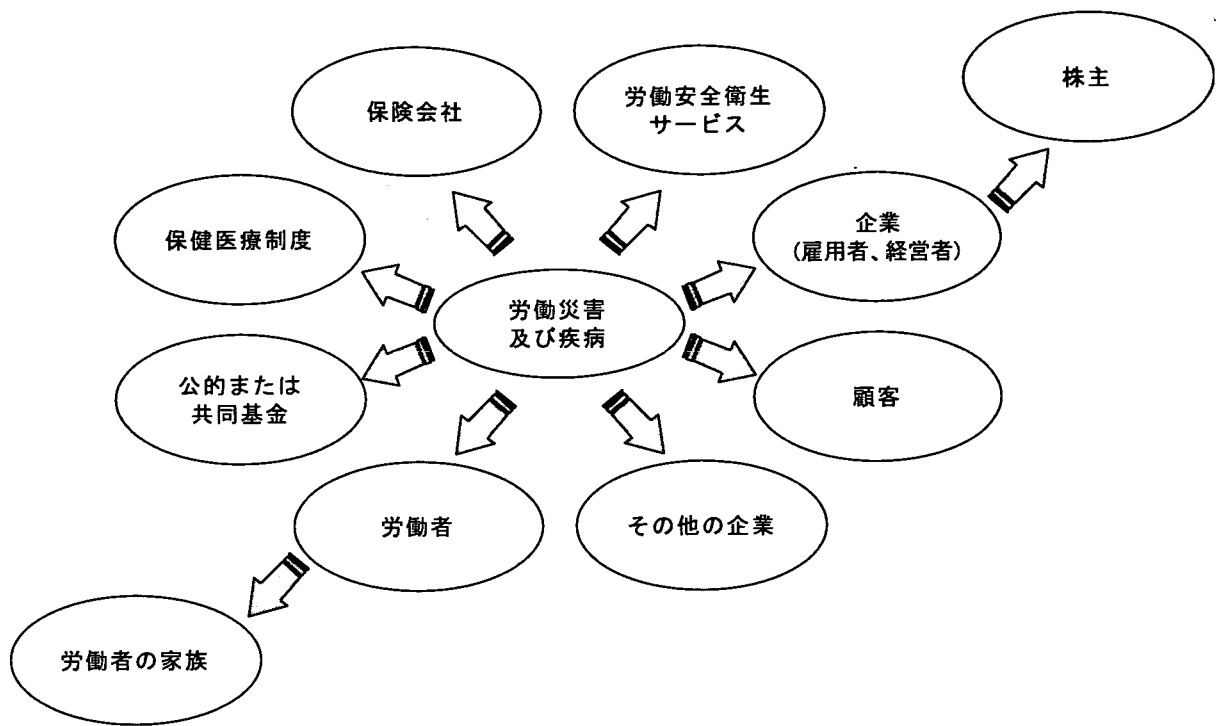 株主
保険会社
労働安全衛生
サービス
保健医療制度
企業
(雇用者、経営者)
労働災害
及び疾病
公的または
共同基金
顧客
労働者
その他の企業
労働者の家族